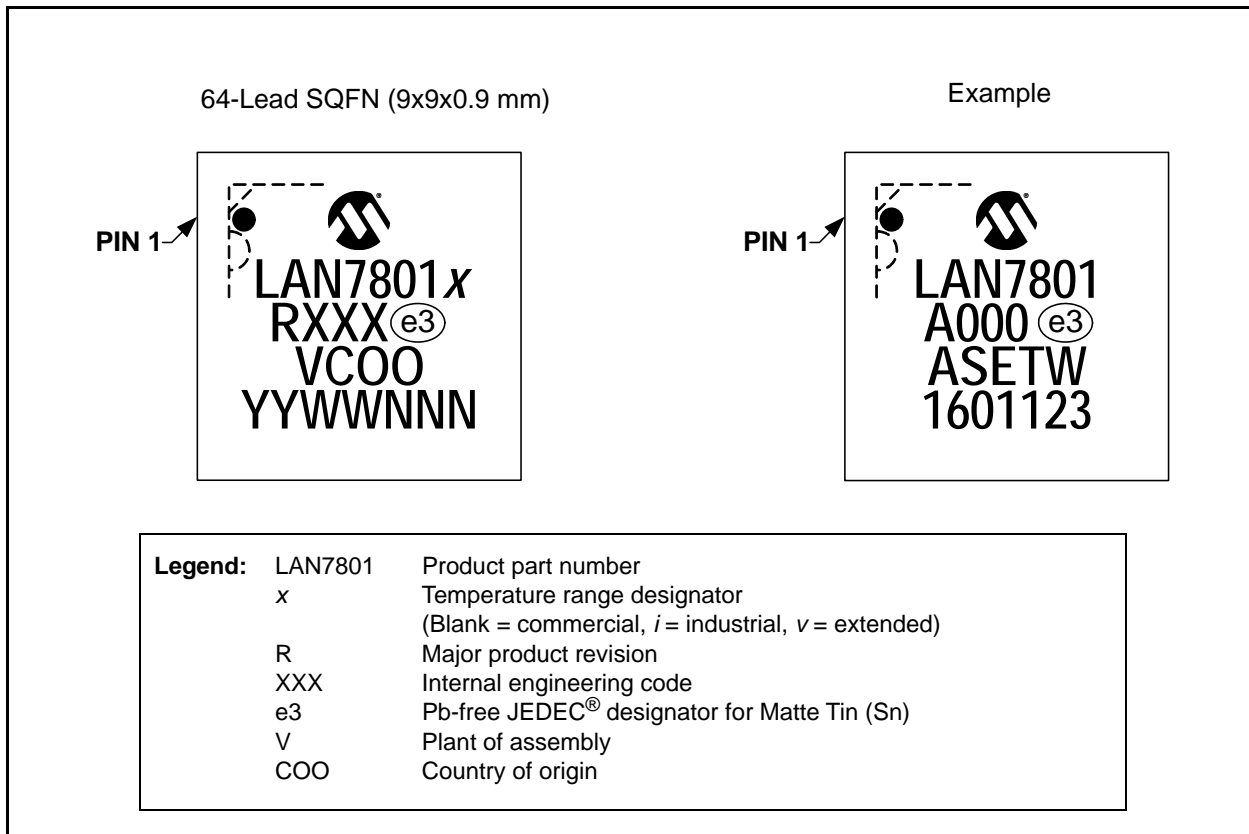 64-Lead SQFN (9x9x0.9 mm)
PIN 1
LAN7801x
RXXX e3
VCOO
YYWWNNN
Example
PIN 1
LAN7801
A000 e3
ASETW
1601123
Legend: LAN7801 Product part number
x Temperature range designator
(Blank = commercial, i = industrial, v = extended)
R Major product revision
XXX Internal engineering code
e3 Pb-free JEDEC® designator for Matte Tin (Sn)
V Plant of assembly
COO Country of origin